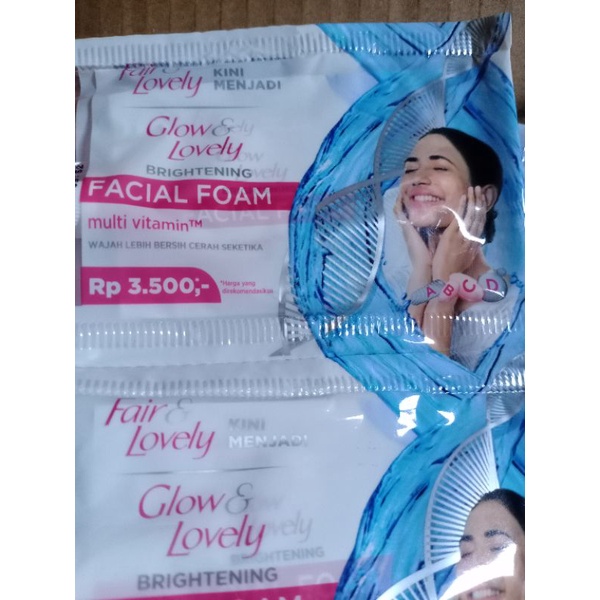 Fair & Lovely
KINI MENJADI
Glow & Lovely
BRIGHTENING
FACIAL FOAM
multi vitamin™
WAJAH LEBIH BERSIH CERAH SEKETIKA
Rp 3.500,-
*Harga yang
direkomendasikan
A B C D
Fair & Lovely
KINI MENJADI
Glow & Lovely
BRIGHTENING